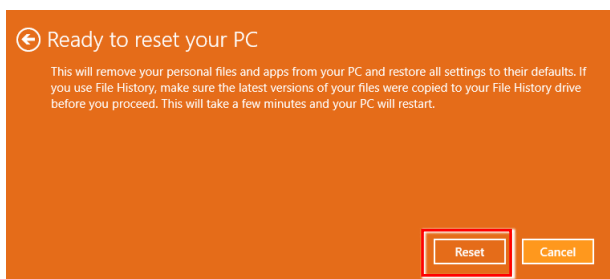 Ready to reset your PC
This will remove your personal files and apps from your PC and restore all settings to their defaults. If
you use File History, make sure the latest versions of your files were copied to your File History drive
before you proceed. This will take a few minutes and your PC will restart.
Reset
Cancel